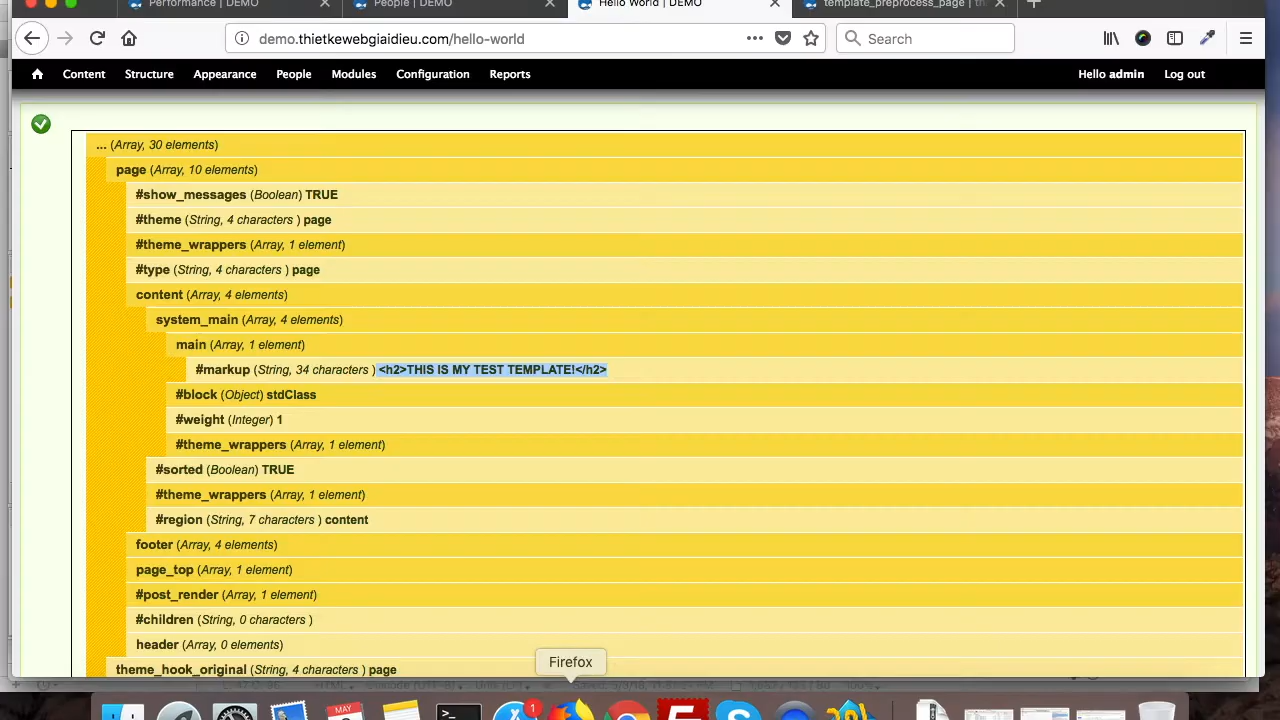 Performance | DEMO
People | DEMO
Hello World | DEMO
template_preprocess_page | th
demo.thietkewebgiaidieu.com/hello-world
Search
Content Structure Appearance People Modules Configuration Reports
Hello admin Log out
... (Array, 30 elements)
page (Array, 10 elements)
#show_messages (Boolean) TRUE
#theme (String, 4 characters ) page
#theme_wrappers (Array, 1 element)
#type (String, 4 characters ) page
content (Array, 4 elements)
system_main (Array, 4 elements)
main (Array, 1 element)
#markup (String, 34 characters ) <h2>THIS IS MY TEST TEMPLATE!</h2>
#block (Object) stdClass
#weight (Integer) 1
#theme_wrappers (Array, 1 element)
#sorted (Boolean) TRUE
#theme_wrappers (Array, 1 element)
#region (String, 7 characters ) content
footer (Array, 4 elements)
page_top (Array, 1 element)
#post_render (Array, 1 element)
#children (String, 0 characters )
header (Array, 0 elements)
theme_hook_original (String, 4 characters ) page
Firefox
MAY
1